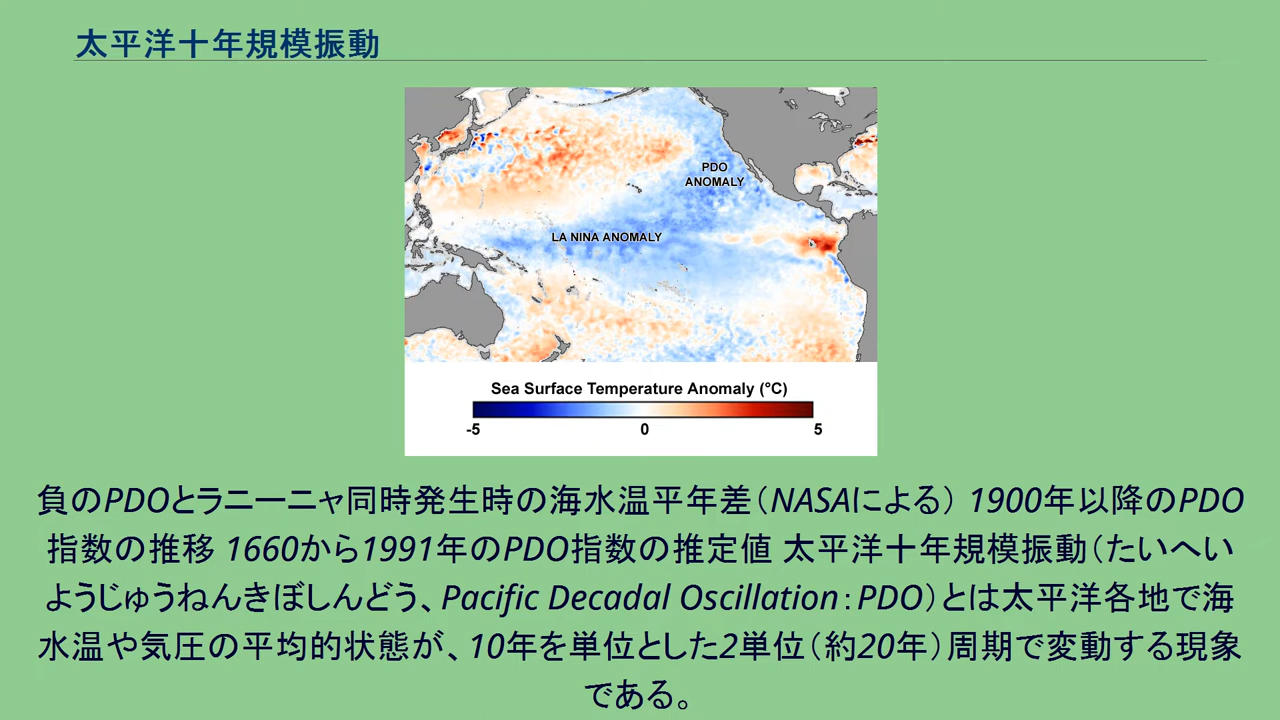 太平洋十年規模振動
PDO
ANOMALY
LA NINA ANOMALY
Sea Surface Temperature Anomaly (°C)
-5 0 5
負のPDOとラニーニャ同時発生時の海水温平年差（NASAによる） 1900年以降のPDO
指数の推移 1660から1991年のPDO指数の推定値 太平洋十年規模振動（たいへい
ようじゅうねんきぼしんどう、Pacific Decadal Oscillation：PDO）とは太平洋各地で海
水温や気圧の平均的状態が、10年を単位とした2単位（約20年）周期で変動する現象
である。